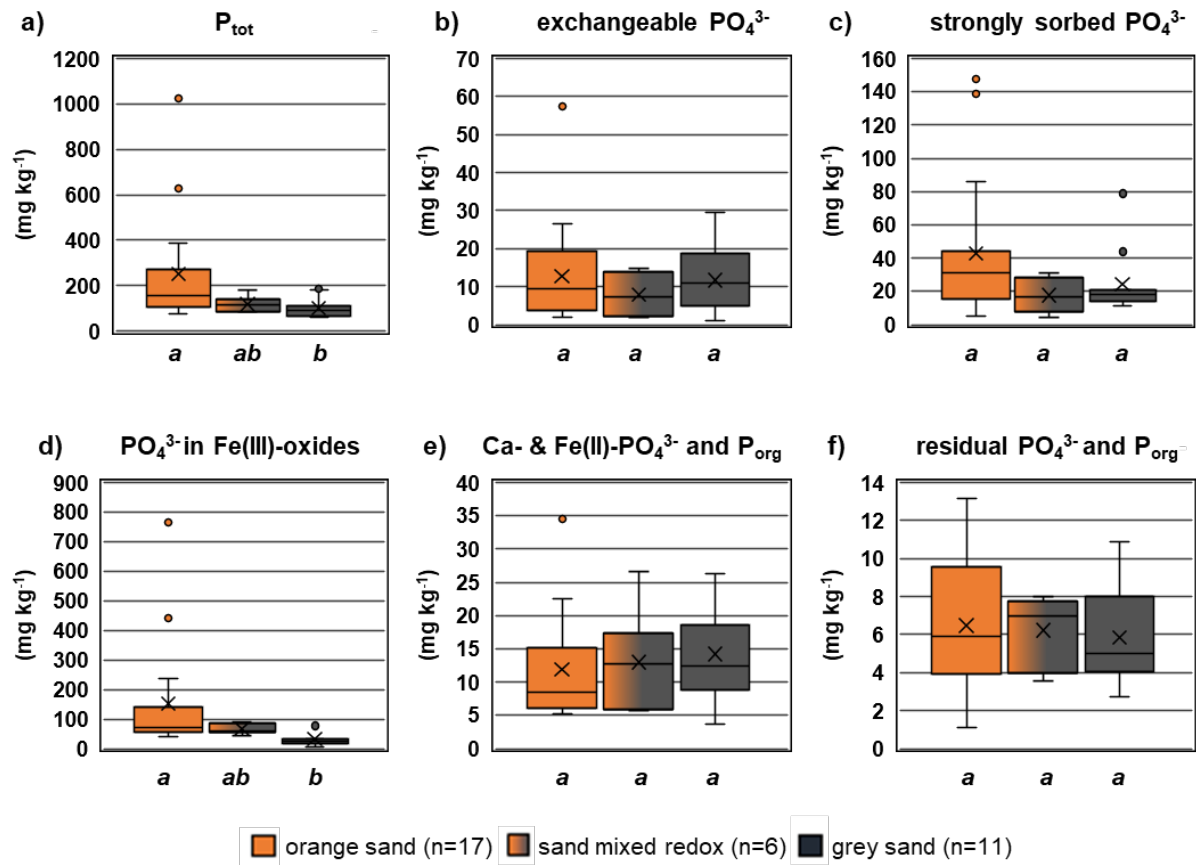 a) P_tot
(mg kg⁻¹)
1200
1000
800
600
400
200
0
a ab b
b) exchangeable PO₄³⁻
(mg kg⁻¹)
70
60
50
40
30
20
10
0
a a a
c) strongly sorbed PO₄³⁻
(mg kg⁻¹)
160
140
120
100
80
60
40
20
0
a a a
d) PO₄³⁻ in Fe(III)-oxides
(mg kg⁻¹)
900
800
700
600
500
400
300
200
100
0
a ab b
e) Ca- & Fe(II)-PO₄³⁻ and P_org
(mg kg⁻¹)
40
35
30
25
20
15
10
5
0
a a a
f) residual PO₄³⁻ and P_org
(mg kg⁻¹)
14
12
10
8
6
4
2
0
a a a
orange sand (n=17) sand mixed redox (n=6) grey sand (n=11)